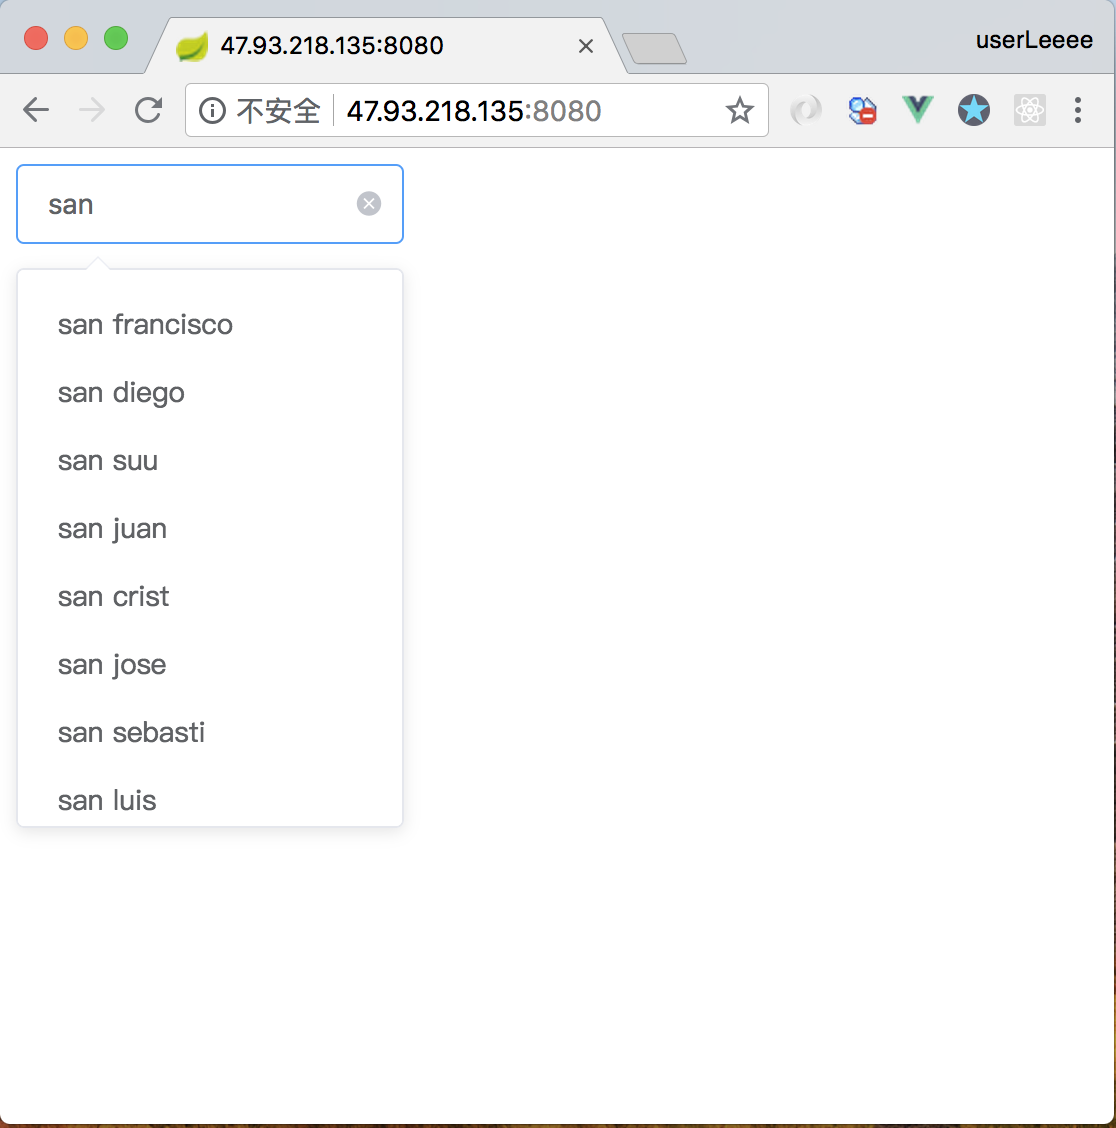 47.93.218.135:8080
userLeeee
不安全 47.93.218.135:8080
san
san francisco
san diego
san suu
san juan
san crist
san jose
san sebasti
san luis